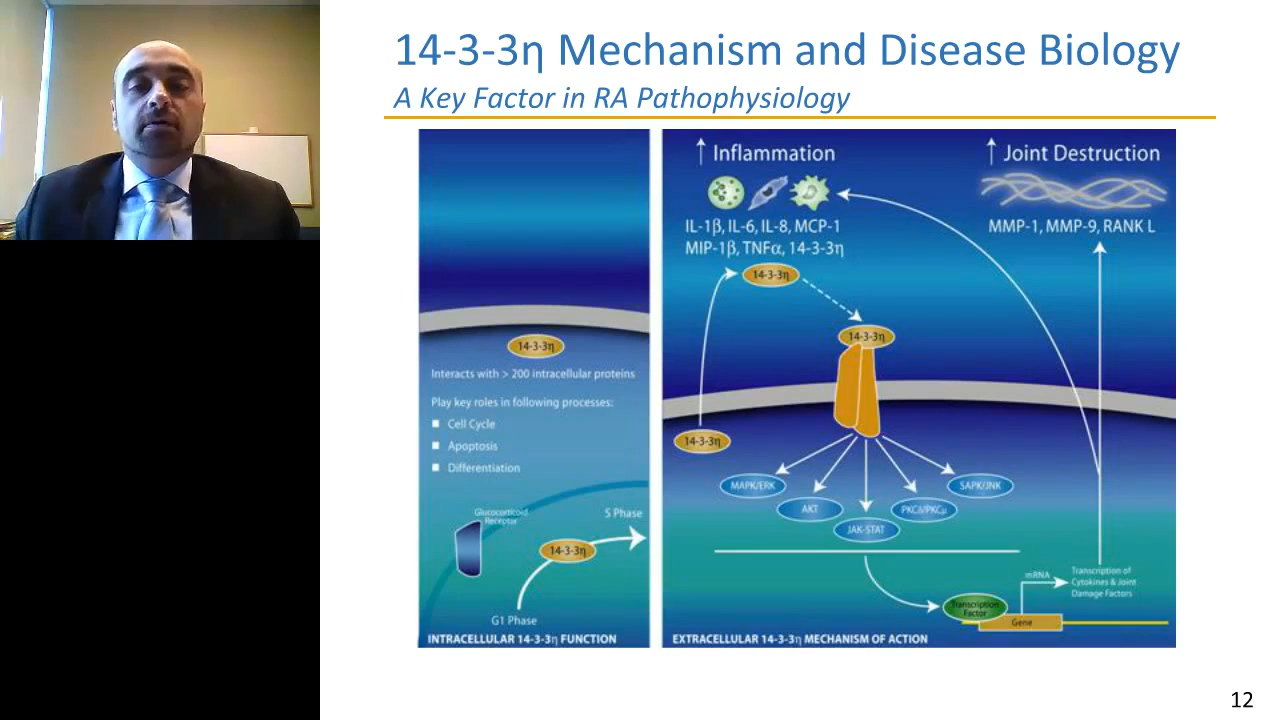 14-3-3η Mechanism and Disease Biology
A Key Factor in RA Pathophysiology
14-3-3η
Interacts with > 200 intracellular proteins
Play key roles in following processes:
Cell Cycle
Apoptosis
Differentiation
Glucocorticoid
Receptor
S Phase
14-3-3η
G1 Phase
INTRACELLULAR 14-3-3η FUNCTION
↑ Inflammation
IL-1β, IL-6, IL-8, MCP-1
MIP-1β, TNFα, 14-3-3η
↑ Joint Destruction
MMP-1, MMP-9, RANK L
14-3-3η
14-3-3η
14-3-3η
MAPK/ERK
AKT
JAK-STAT
PKCδ/PKCμ
SAPK/JNK
mRNA
Transcription of
Cytokines & Joint
Damage Factors
Transcription
Factor
Gene
EXTRACELLULAR 14-3-3η MECHANISM OF ACTION
12